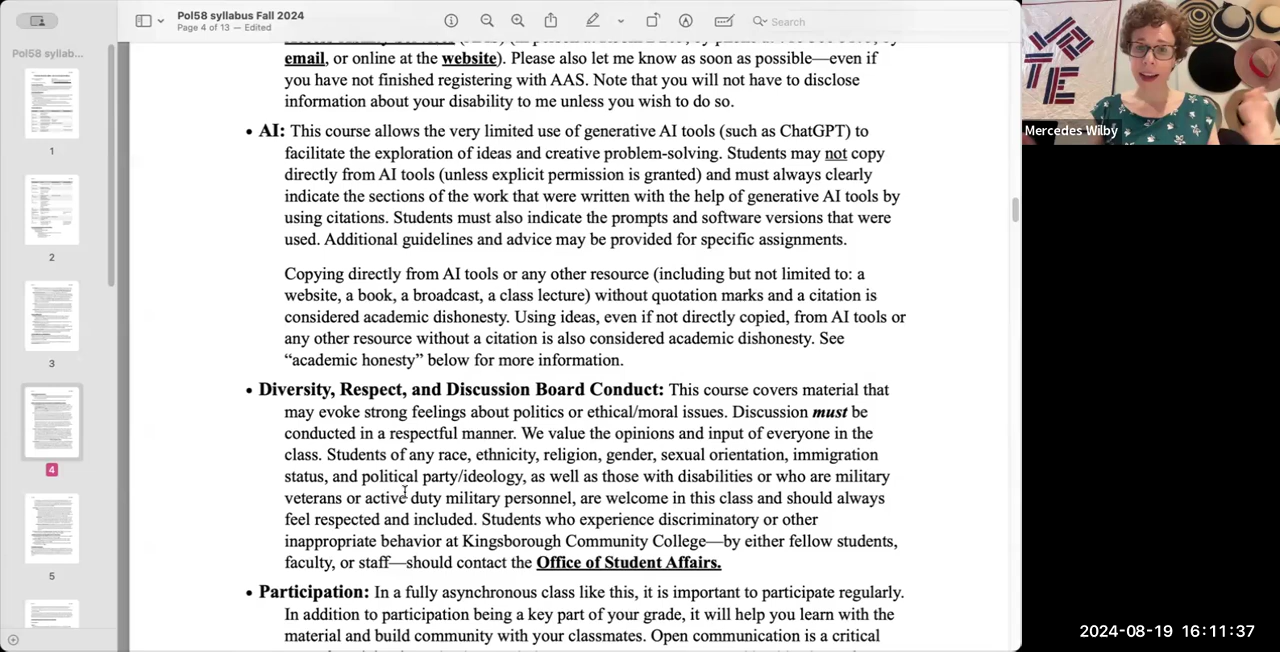 Pol58 syllabus Fall 2024
Page 4 of 13 — Edited
Search
Pol58 syllab...
1
2
3
4
5
email, or online at the website). Please also let me know as soon as possible—even if
you have not finished registering with AAS. Note that you will not have to disclose
information about your disability to me unless you wish to do so.
• AI: This course allows the very limited use of generative AI tools (such as ChatGPT) to
facilitate the exploration of ideas and creative problem-solving. Students may not copy
directly from AI tools (unless explicit permission is granted) and must always clearly
indicate the sections of the work that were written with the help of generative AI tools by
using citations. Students must also indicate the prompts and software versions that were
used. Additional guidelines and advice may be provided for specific assignments.
Copying directly from AI tools or any other resource (including but not limited to: a
website, a book, a broadcast, a class lecture) without quotation marks and a citation is
considered academic dishonesty. Using ideas, even if not directly copied, from AI tools or
any other resource without a citation is also considered academic dishonesty. See
“academic honesty” below for more information.
• Diversity, Respect, and Discussion Board Conduct: This course covers material that
may evoke strong feelings about politics or ethical/moral issues. Discussion must be
conducted in a respectful manner. We value the opinions and input of everyone in the
class. Students of any race, ethnicity, religion, gender, sexual orientation, immigration
status, and political party/ideology, as well as those with disabilities or who are military
veterans or active duty military personnel, are welcome in this class and should always
feel respected and included. Students who experience discriminatory or other
inappropriate behavior at Kingsborough Community College—by either fellow students,
faculty, or staff—should contact the Office of Student Affairs.
• Participation: In a fully asynchronous class like this, it is important to participate regularly.
In addition to participation being a key part of your grade, it will help you learn with the
material and build community with your classmates. Open communication is a critical
Mercedes Wilby
2024-08-19 16:11:37